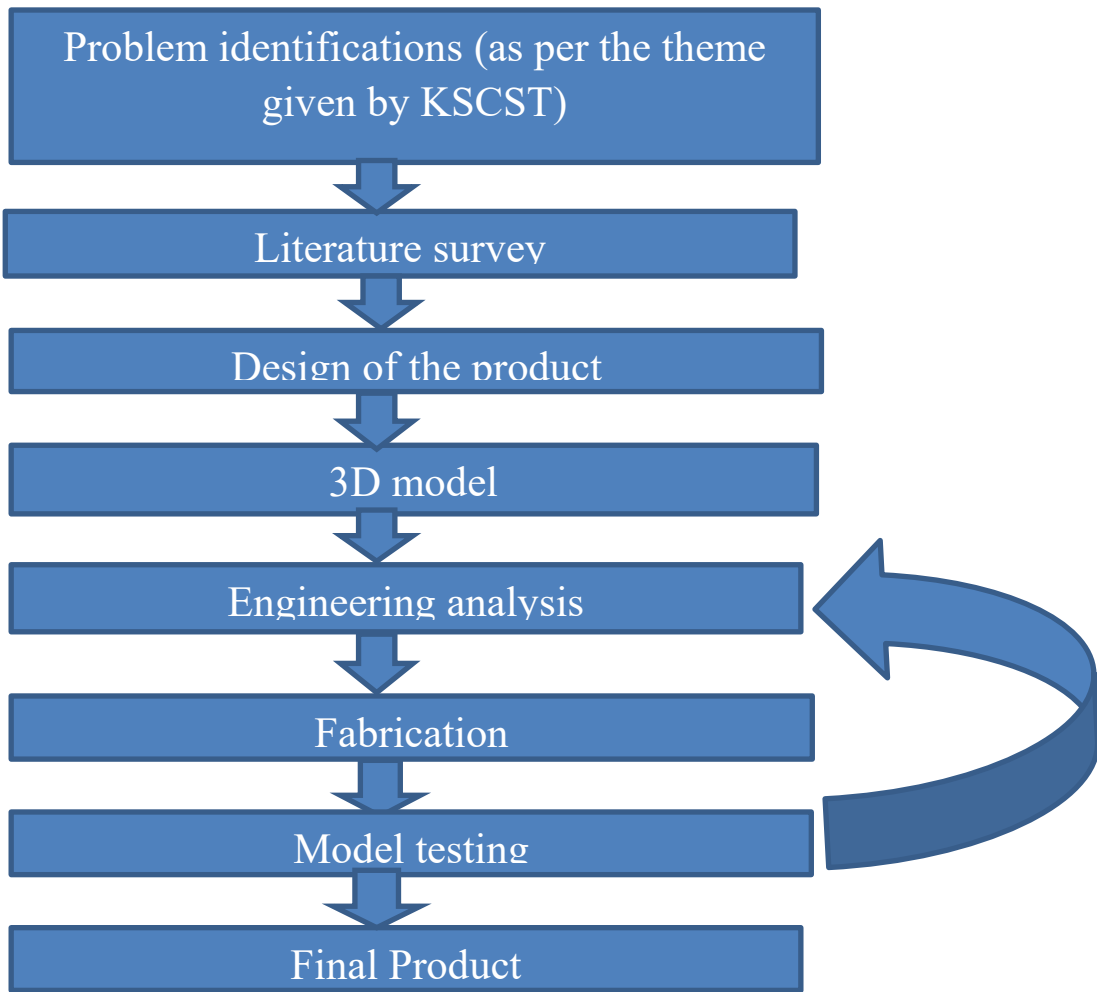 Problem identifications (as per the theme
given by KSCST)
Literature survey
Design of the product
3D model
Engineering analysis
Fabrication
Model testing
Final Product